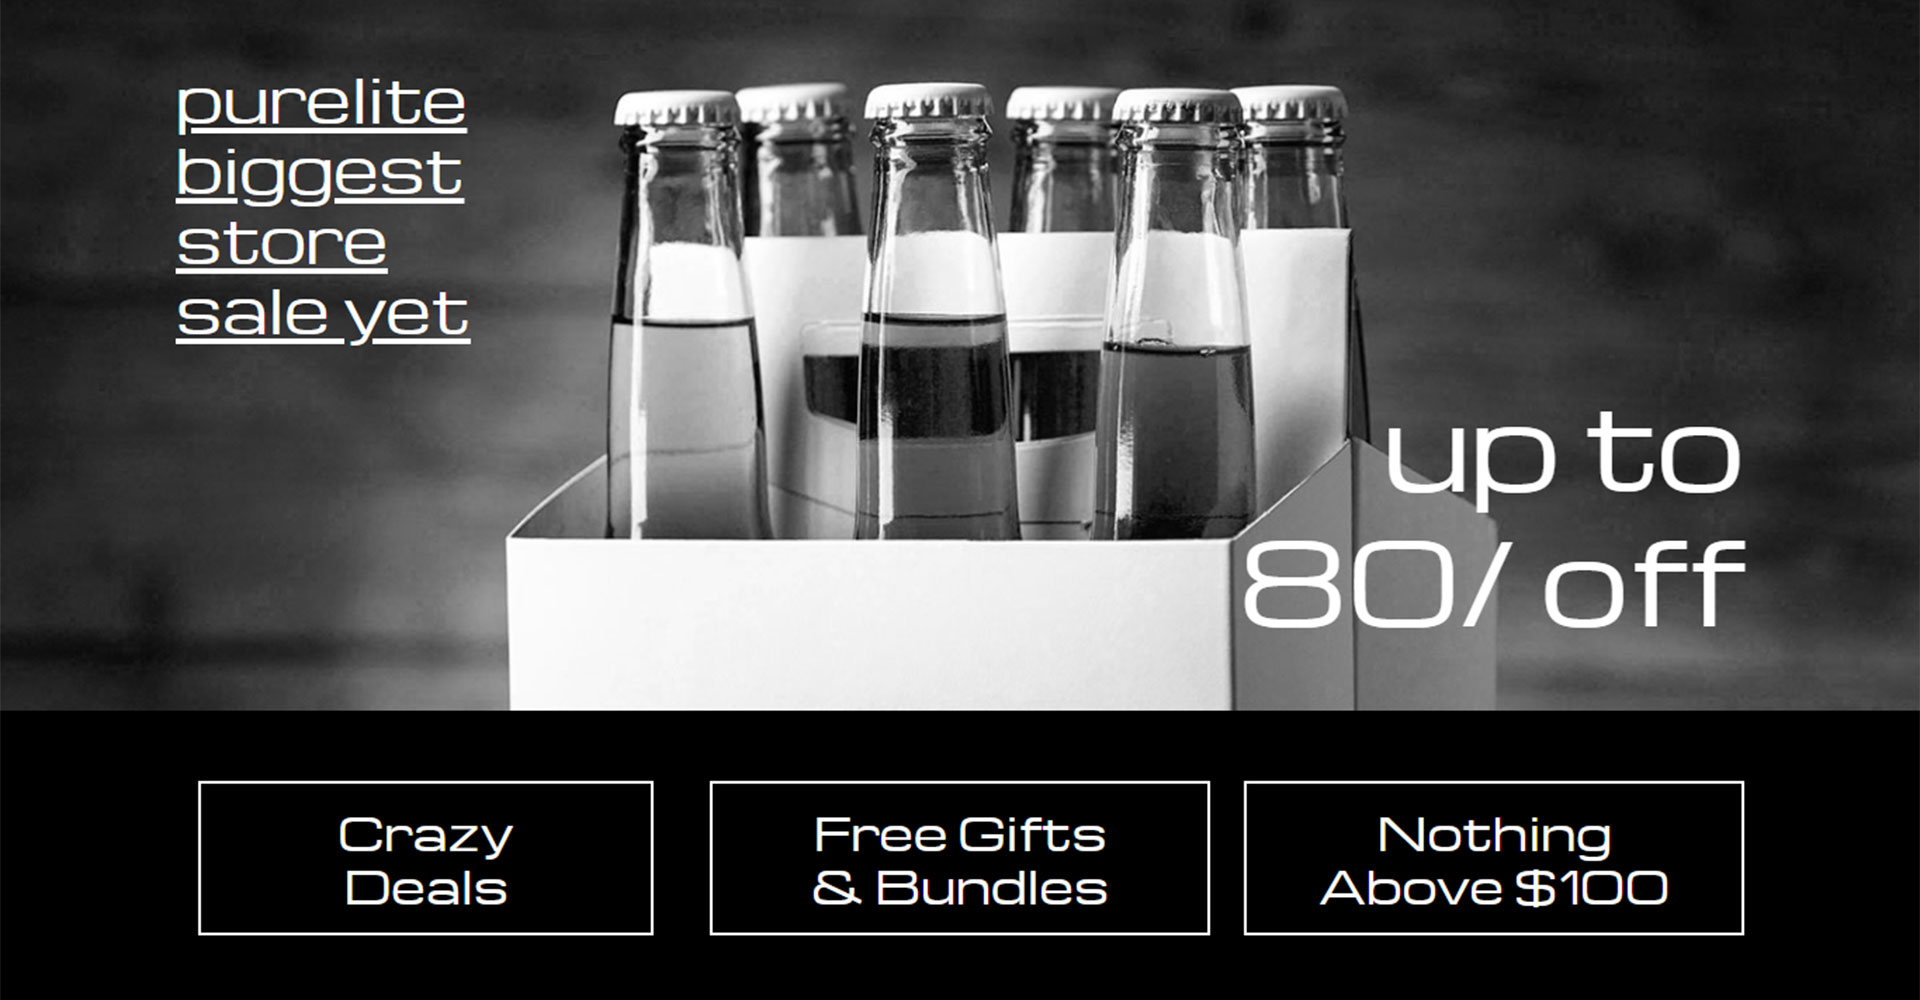 purelite
biggest
store
sale yet
up to
80/ off
Crazy
Deals
Free Gifts
& Bundles
Nothing
Above $100